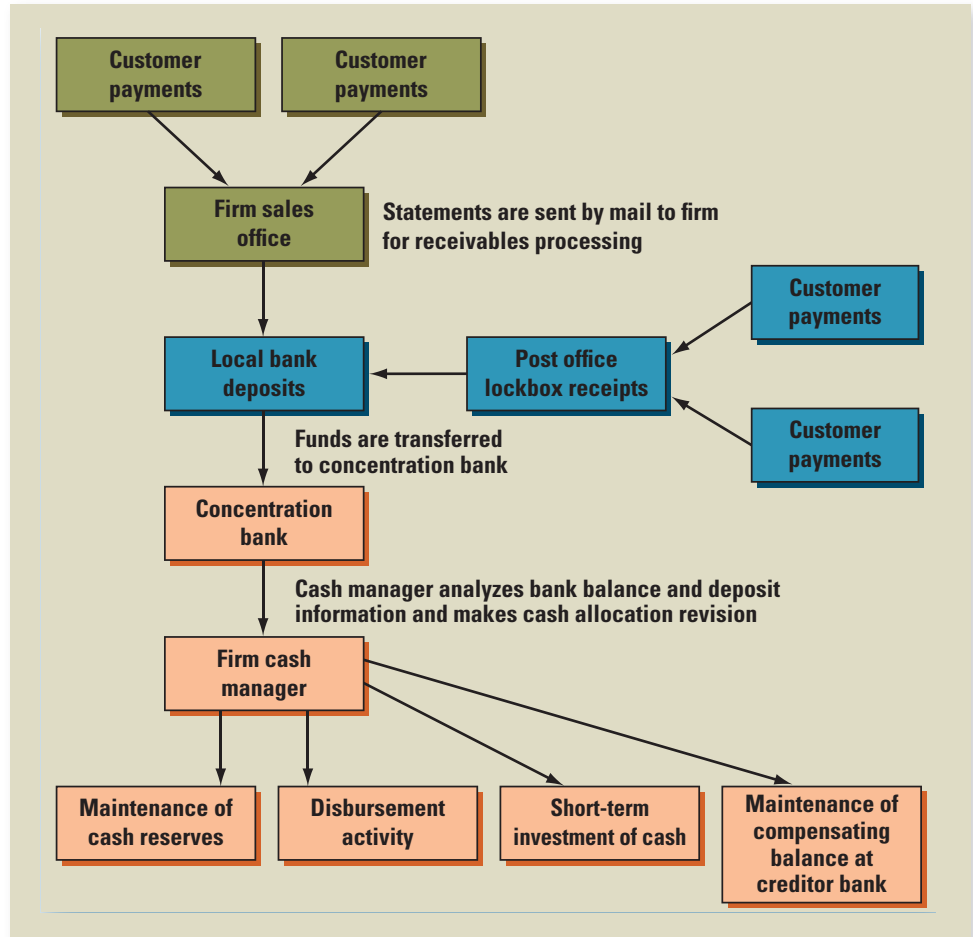 Customer
payments
Customer
payments
Firm sales
office
Statements are sent by mail to firm
for receivables processing
Customer
payments
Local bank
deposits
Post office
lockbox receipts
Customer
payments
Funds are transferred
to concentration bank
Concentration
bank
Cash manager analyzes bank balance and deposit
information and makes cash allocation revision
Firm cash
manager
Maintenance of
cash reserves
Disbursement
activity
Short-term
investment of cash
Maintenance of
compensating
balance at
creditor bank